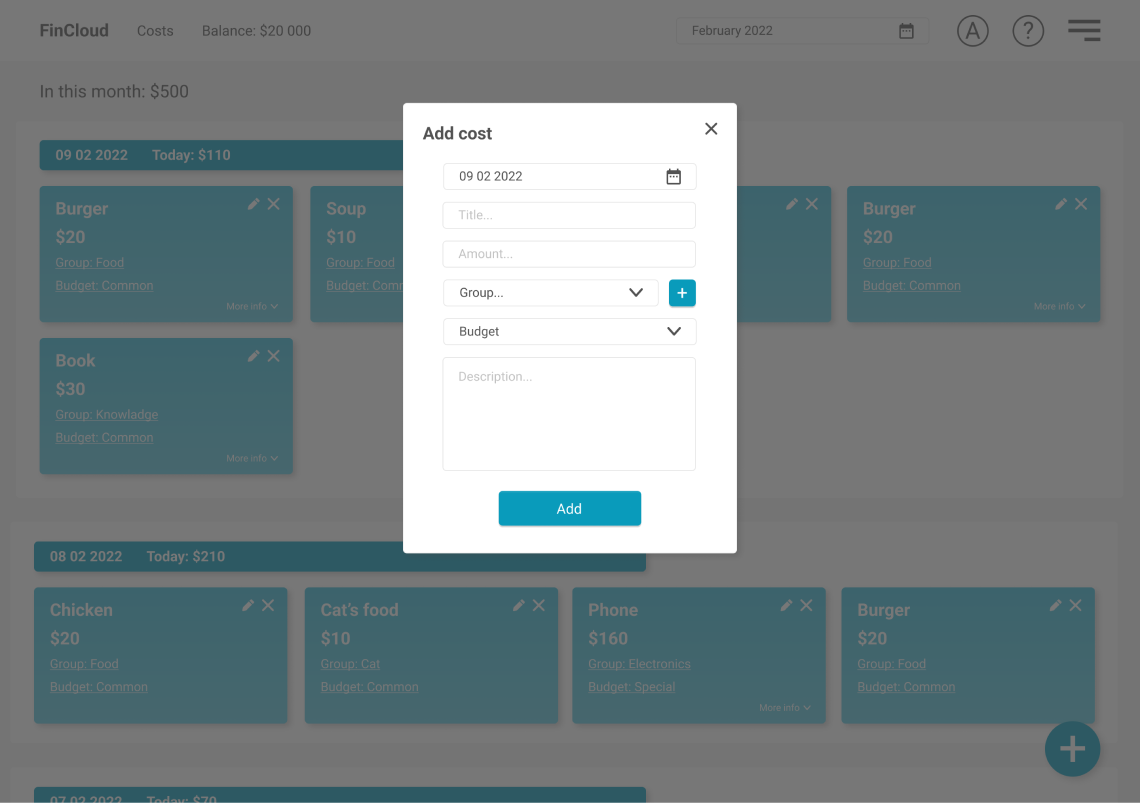 FinCloud Costs Balance: $20 000 February 2022 A ?
In this month: $500
09 02 2022 Today: $110
Burger
$20
Group: Food
Budget: Common
More info
Soup
$10
Group: Food
Budget: Comm
Burger
$20
Group: Food
Budget: Common
More info
Book
$30
Group: Knowladge
Budget: Common
More info
Add cost
09 02 2022
Title...
Amount...
Group...
+
Budget
Description...
Add
08 02 2022 Today: $210
Chicken
$20
Group: Food
Budget: Common
Cat's food
$10
Group: Cat
Budget: Common
Phone
$160
Group: Electronics
Budget: Special
More info
Burger
$20
Group: Food
Budget: Common
+
07 02 2022 Today: $70